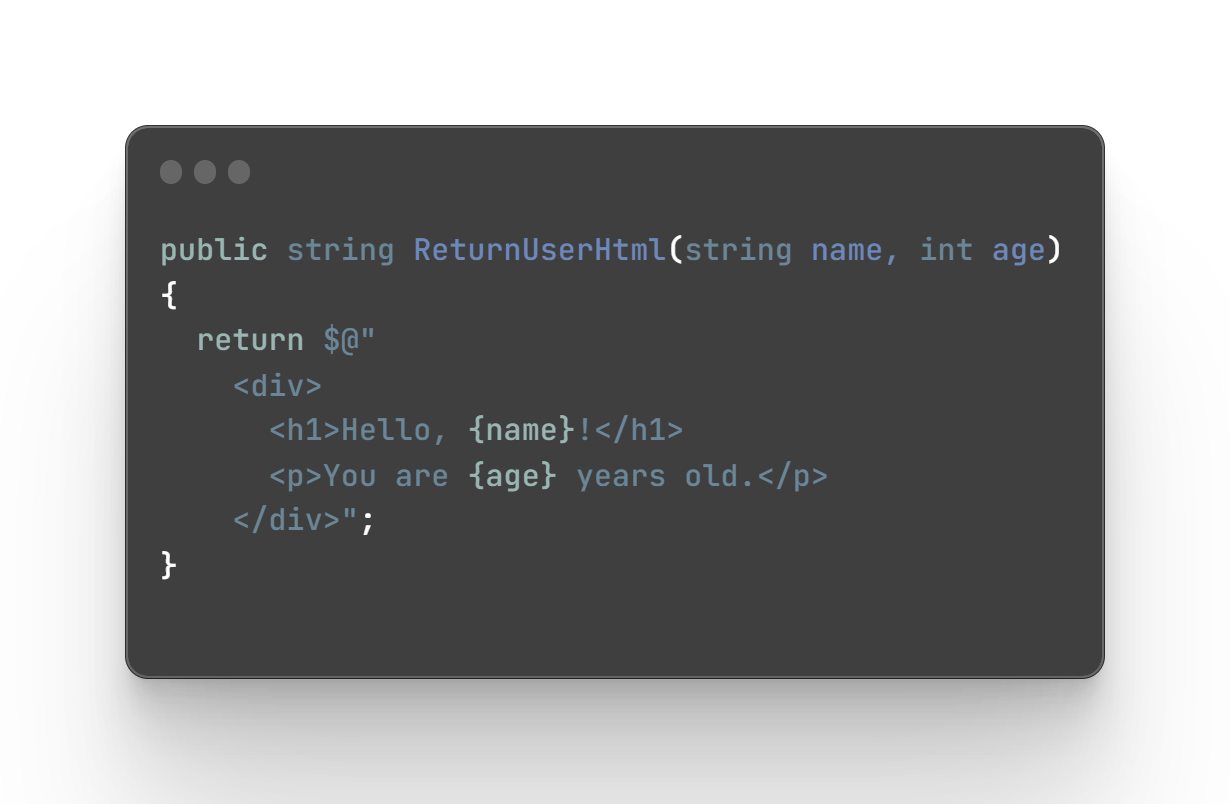 public string ReturnUserHtml(string name, int age)
{
  return $@"
    <div>
      <h1>Hello, {name}!</h1>
      <p>You are {age} years old.</p>
    </div>";
}